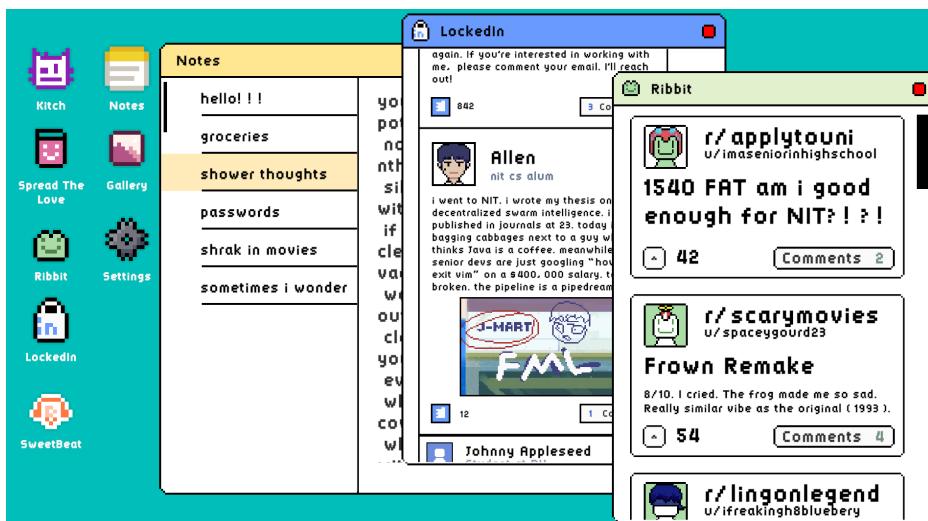 Kitch
Notes
Spread The
Love
Gallery
Ribbit
Settings
LockedIn
SweetBeat
Notes
hello! ! !
groceries
shower thoughts
passwords
shrak in movies
sometimes i wonder
LockedIn
again. If you're interested in working with
me, please comment your email. I'll reach
out!
842
3 Co
Allen
nit cs alum
i went to NIT. i wrote my thesis on
decentralized swarm intelligence. i
published in journals at 23. today i
bagging cabbages next to a guy w
thinks Java is a coffee. meanwhile
senior devs are just googling "how
exit vim" on a $400, 000 salary. t
broken. the pipeline is a pipedream
J-MART
FML
12
1 Co
Johnny Appleseed
Ribbit
r/applytouni
u/imaseniorinhighschool
1540 FAT am i good
enough for NIT? ! ? !
42
Comments 2
r/scarymovies
u/spaceygourd23
Frown Remake
8/10. I cried. The frog made me so sad.
Really similar vibe as the original ( 1993 ).
54
Comments 4
r/lingonlegend
u/ifreakingh8bluebery